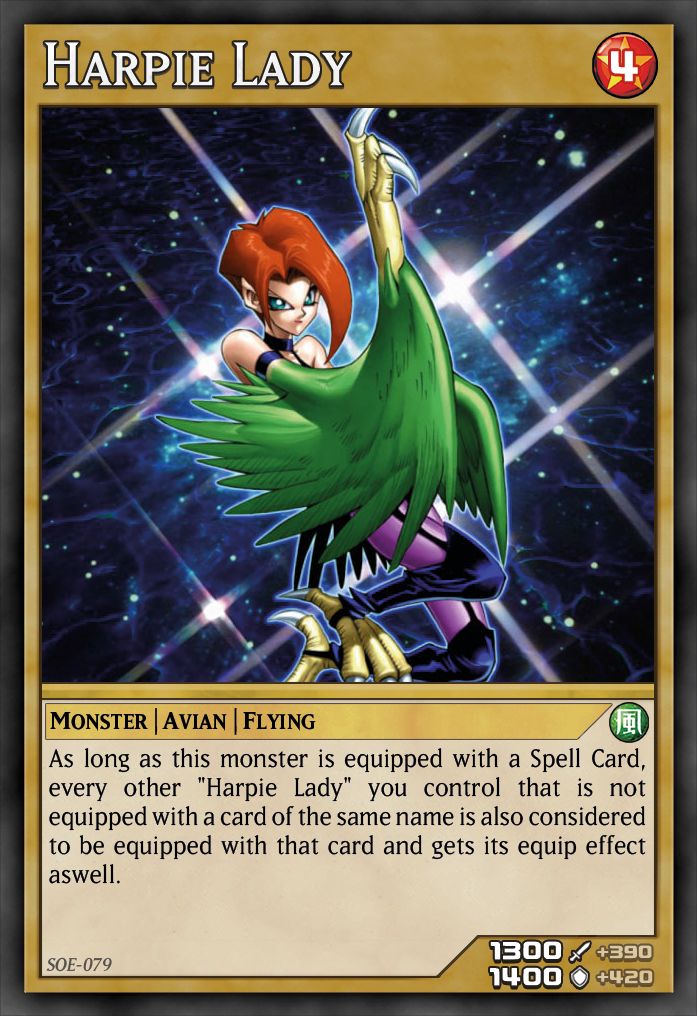 Harpie Lady
4
Monster | Avian | Flying
風
As long as this monster is equipped with a Spell Card,
every other "Harpie Lady" you control that is not
equipped with a card of the same name is also considered
to be equipped with that card and gets its equip effect
aswell.
1300 +390
SOE-079
1400 +420